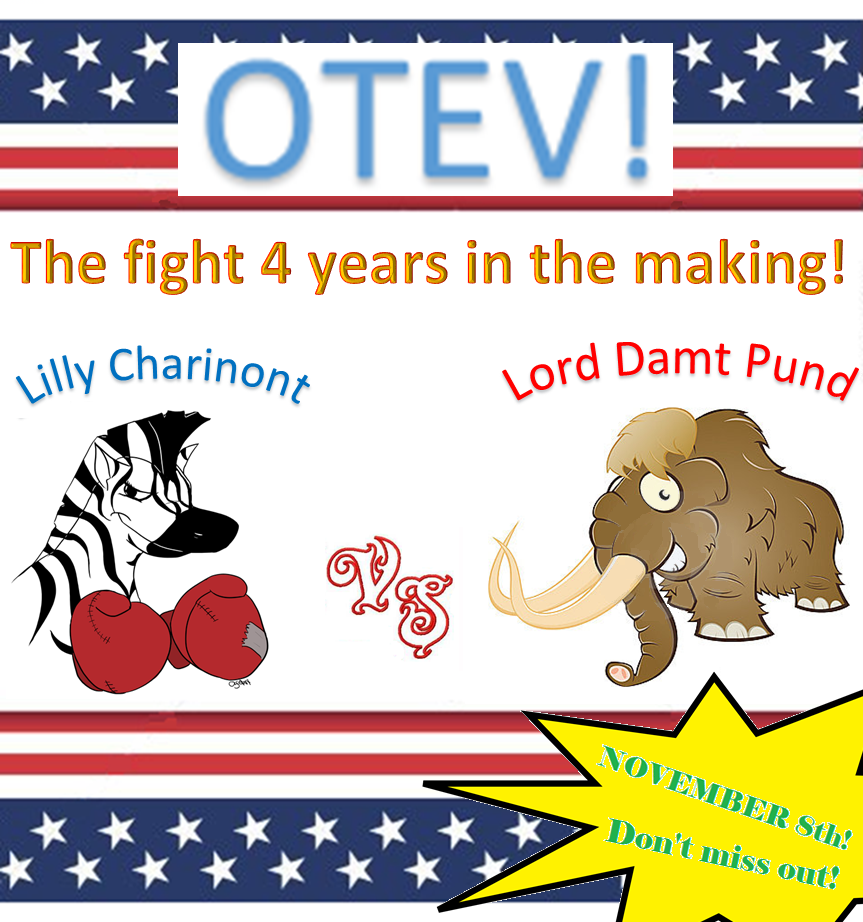 OTEV!
The fight 4 years in the making!
Lilly Charinont
Lord Damt Pund
Vs
NOVEMBER 8th!
Don't miss out!